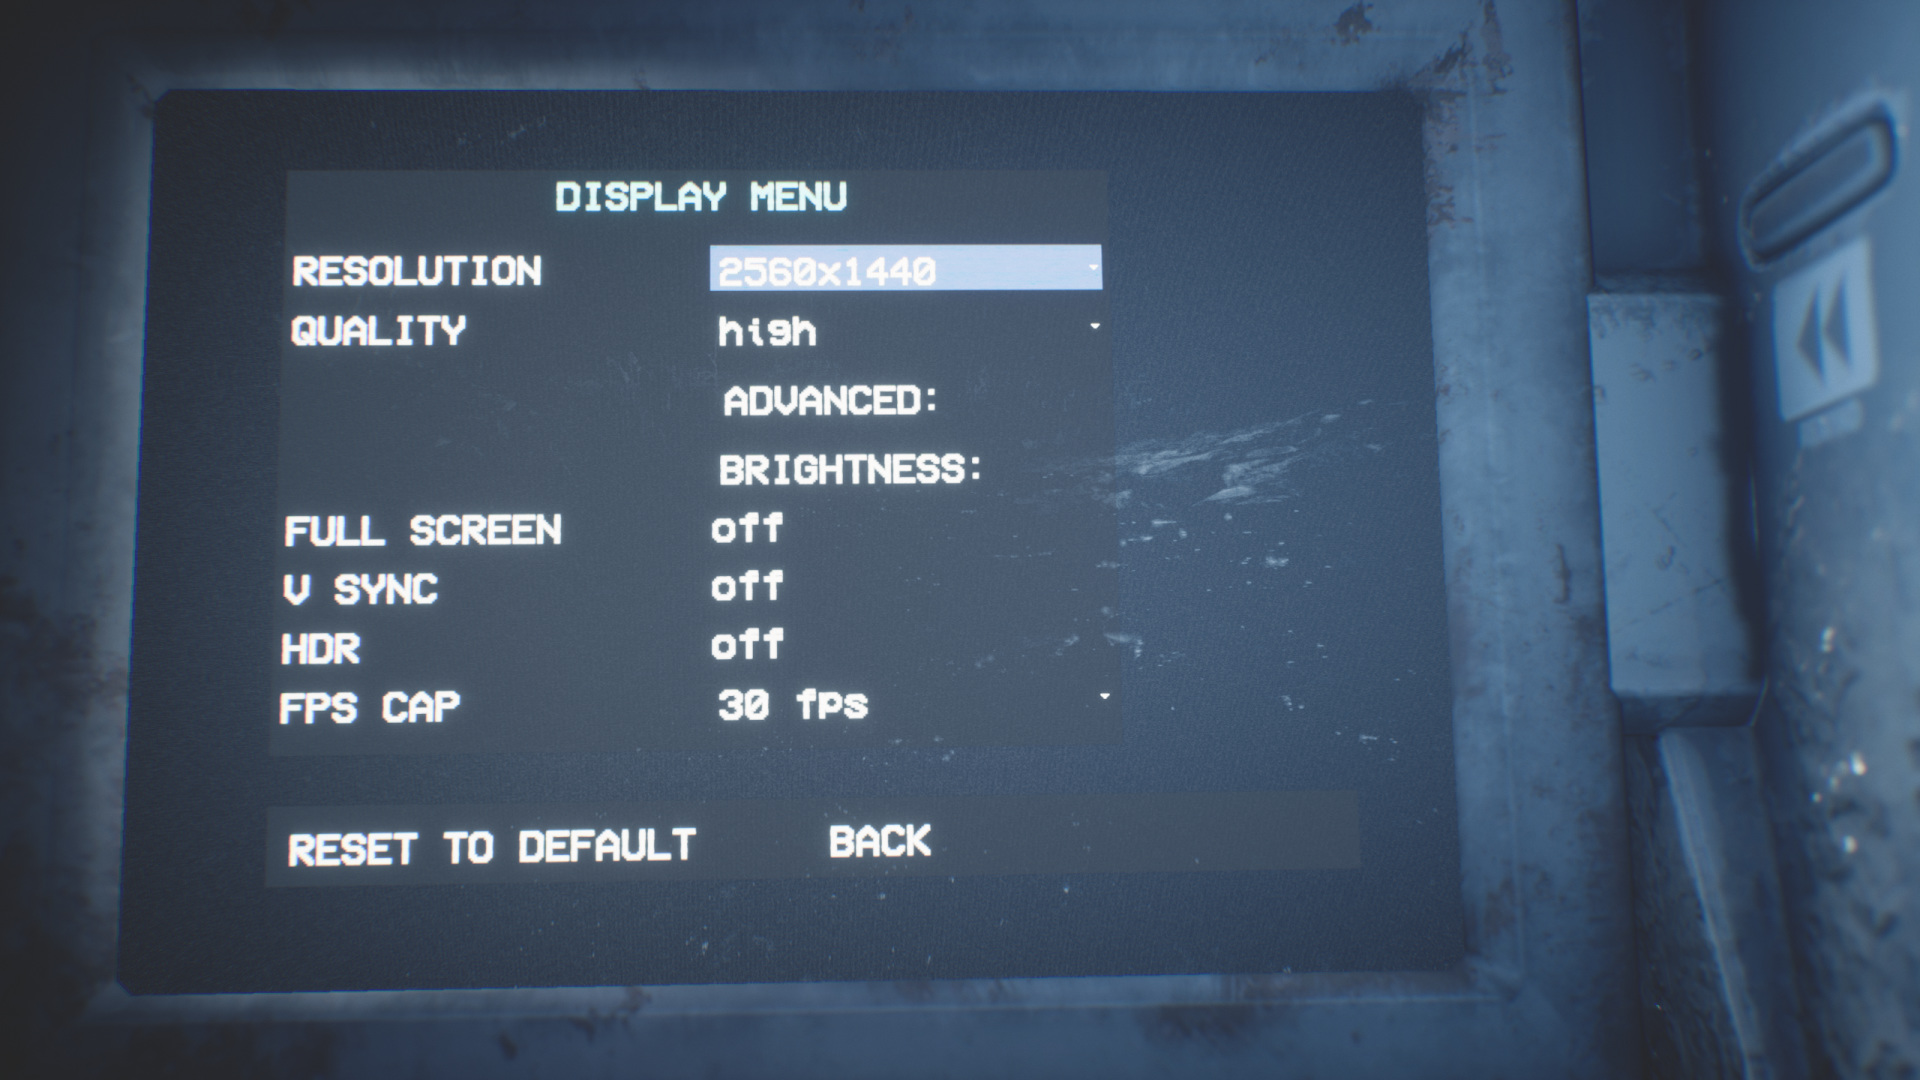 DISPLAY MENU
RESOLUTION 2560x1440
QUALITY high
ADVANCED:
BRIGHTNESS:
FULL SCREEN off
V SYNC off
HDR off
FPS CAP 30 fps
RESET TO DEFAULT BACK